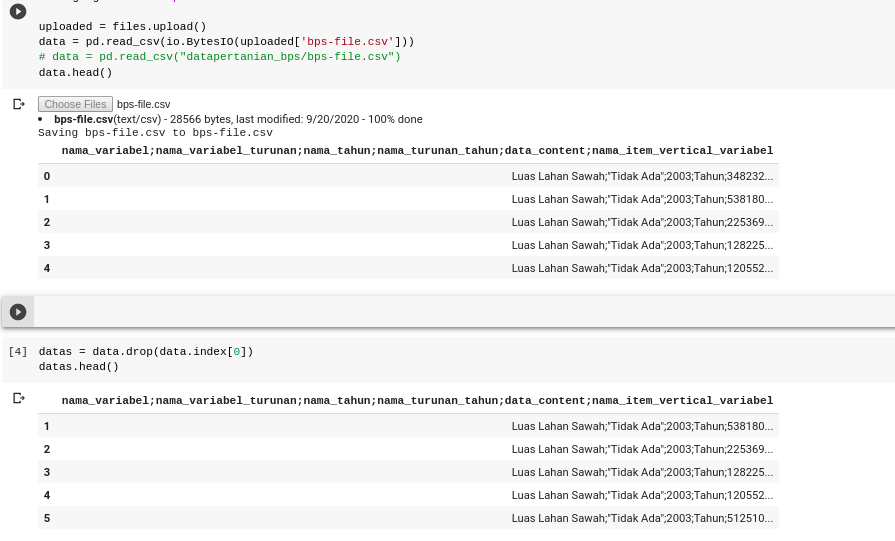 uploaded = files.upload()
data = pd.read_csv(io.BytesIO(uploaded['bps-file.csv']))
# data = pd.read_csv("datapertanian_bps/bps-file.csv")
data.head()
Choose Files bps-file.csv
• bps-file.csv(text/csv) - 28566 bytes, last modified: 9/20/2020 - 100% done
Saving bps-file.csv to bps-file.csv
nama_variabel;nama_variabel_turunan;nama_tahun;nama_turunan_tahun;data_content;nama_item_vertical_variabel
0 Luas Lahan Sawah;"Tidak Ada";2003;Tahun;348232...
1 Luas Lahan Sawah;"Tidak Ada";2003;Tahun;538180...
2 Luas Lahan Sawah;"Tidak Ada";2003;Tahun;225369...
3 Luas Lahan Sawah;"Tidak Ada";2003;Tahun;128225...
4 Luas Lahan Sawah;"Tidak Ada";2003;Tahun;120552...
[4] datas = data.drop(data.index[0])
datas.head()
nama_variabel;nama_variabel_turunan;nama_tahun;nama_turunan_tahun;data_content;nama_item_vertical_variabel
1 Luas Lahan Sawah;"Tidak Ada";2003;Tahun;538180...
2 Luas Lahan Sawah;"Tidak Ada";2003;Tahun;225369...
3 Luas Lahan Sawah;"Tidak Ada";2003;Tahun;128225...
4 Luas Lahan Sawah;"Tidak Ada";2003;Tahun;120552...
5 Luas Lahan Sawah;"Tidak Ada";2003;Tahun;512510...